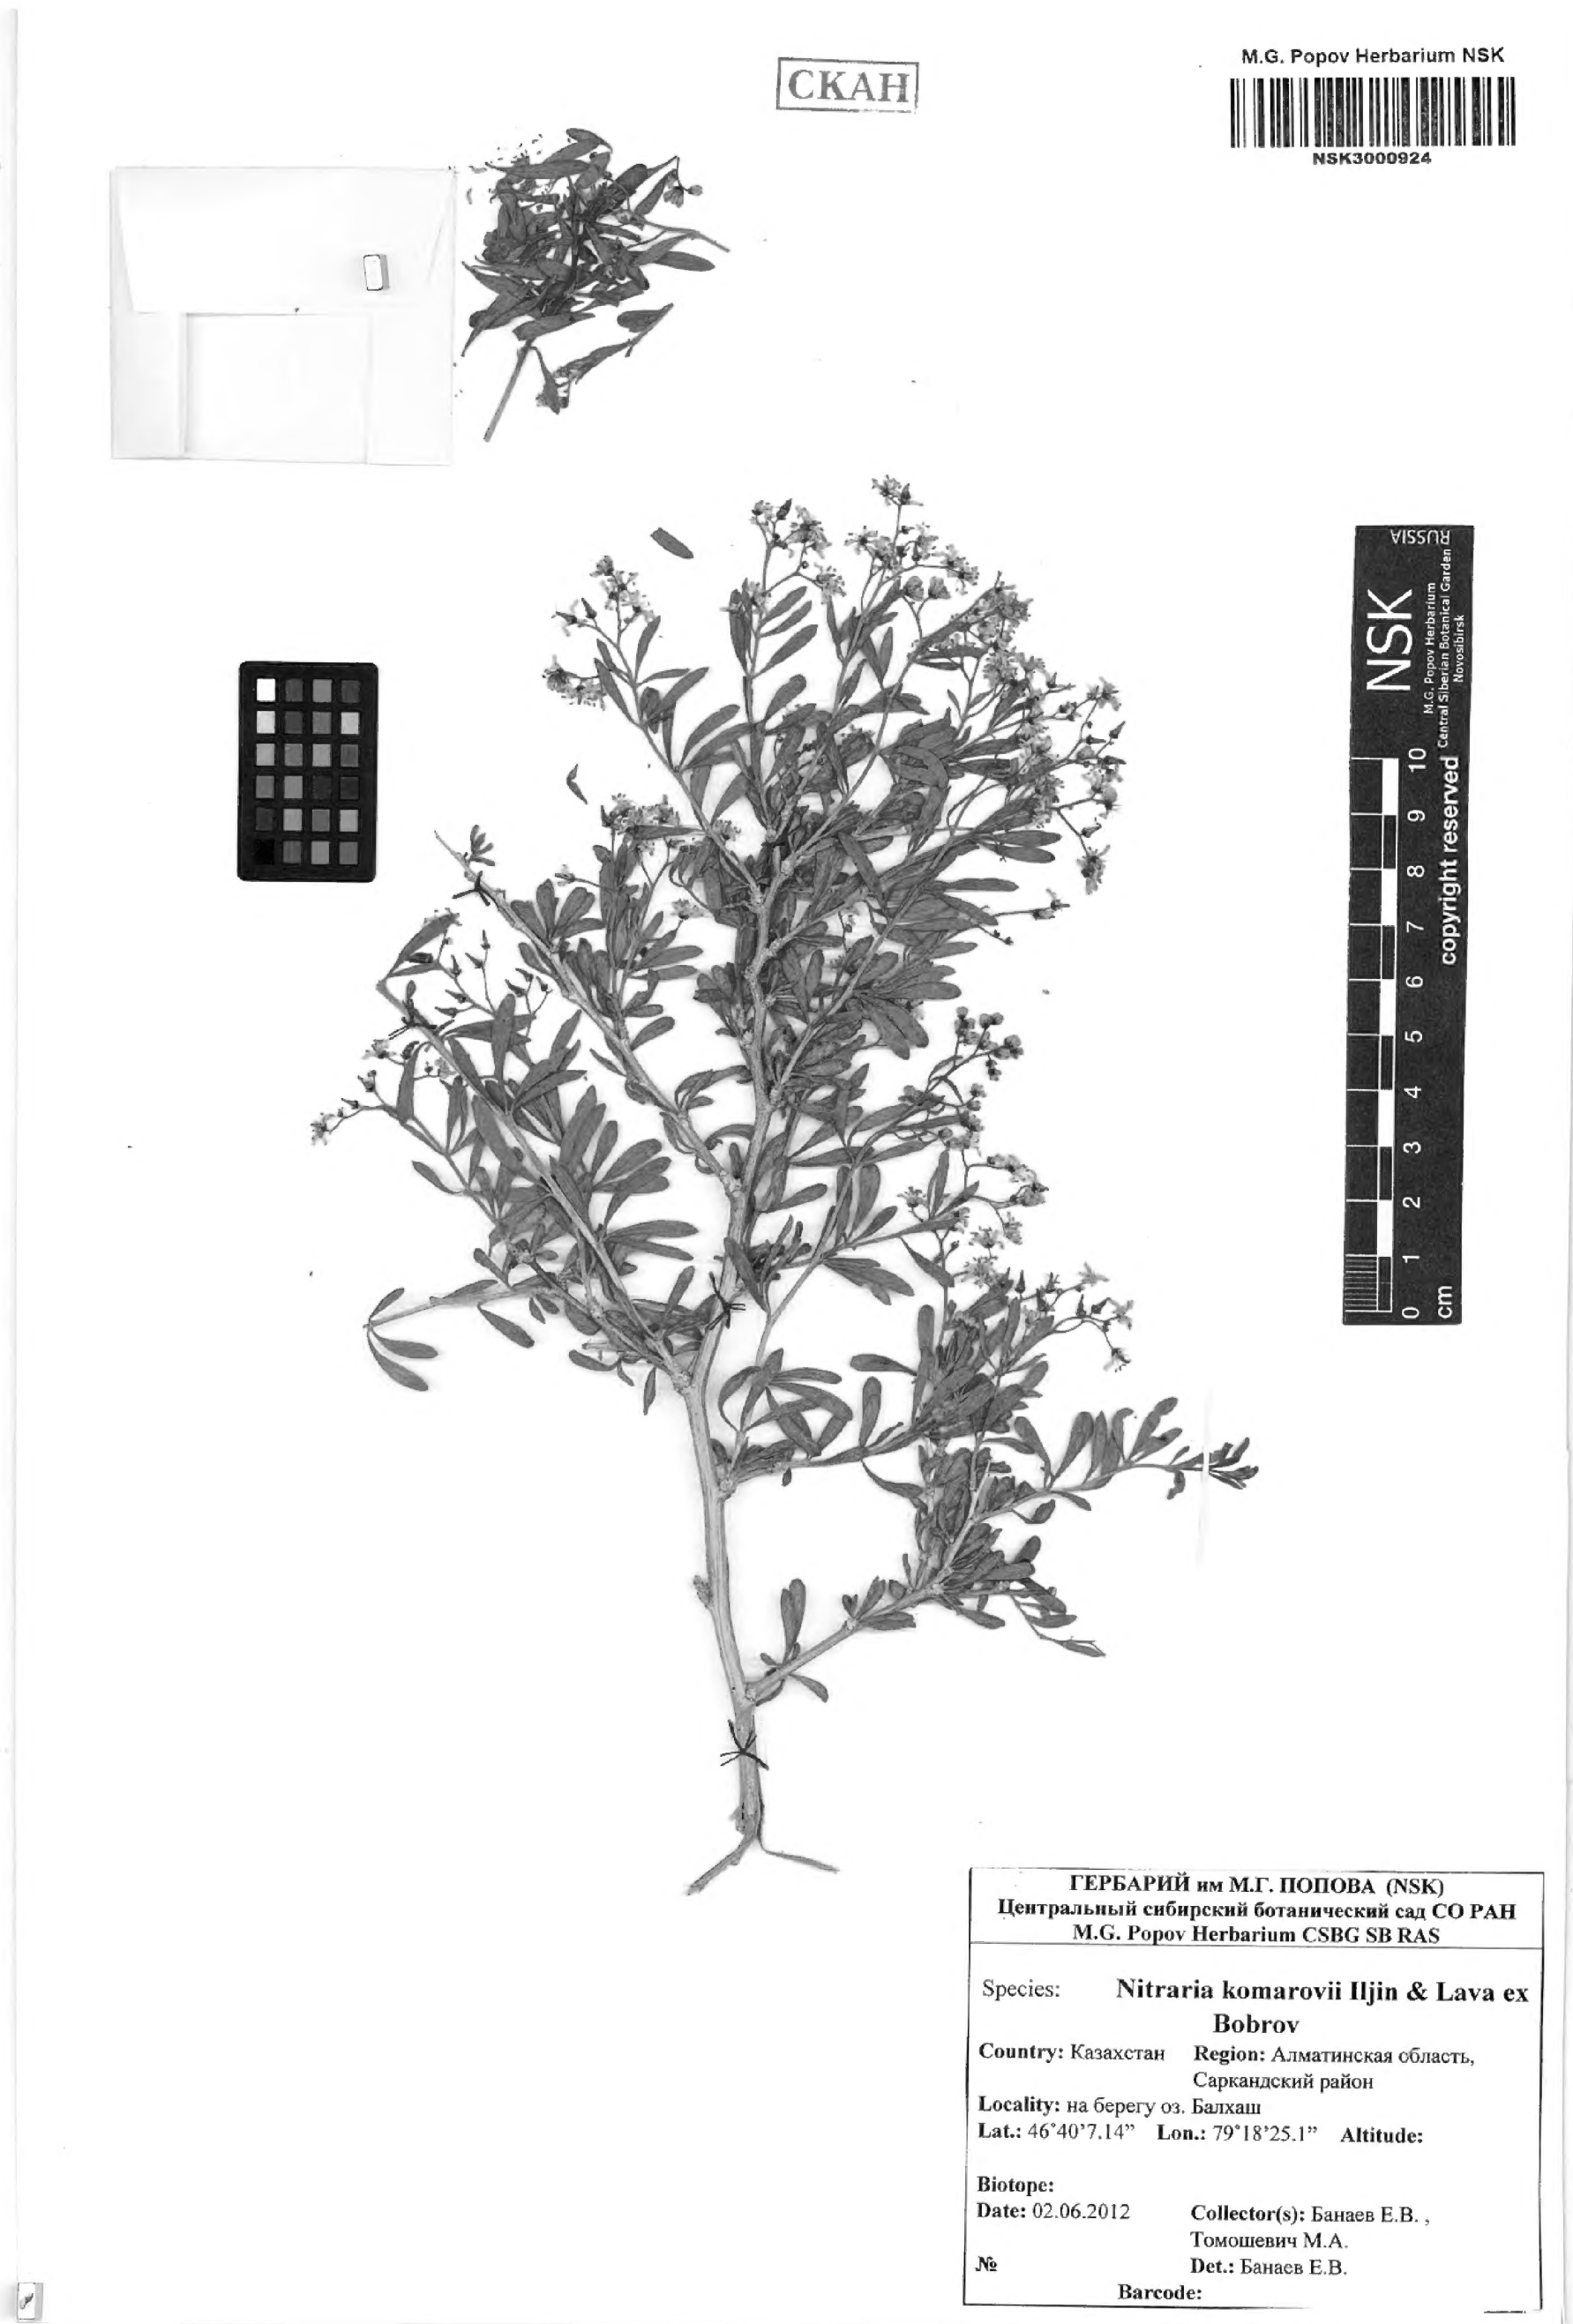 СКАН
M.G. Popov Herbarium NSK
NSK3000924
RUSSIA
NSK
M.G. Popov Herbarium
Central Siberian Botanical Garden
Novosibirsk
copyright reserved
10
9
8
7
6
5
4
3
2
1
0
cm
ГЕРБАРИЙ им М.Г. ПОПОВА (NSK)
Центральный сибирский ботанический сад СО РАН
M.G. Popov Herbarium CSBG SB RAS
Species: Nitraria komarovii Iljin & Lava ex
Bobrov
Country: Казахстан Region: Алматинская область,
Саркандский район
Locality: на берегу оз. Балхаш
Lat.: 46°40’7.14” Lon.: 79°18’25.1” Altitude:
Biotope:
Date: 02.06.2012 Collector(s): Банаев Е.В. ,
Томошевич М.А.
№ Det.: Банаев Е.В.
Barcode: